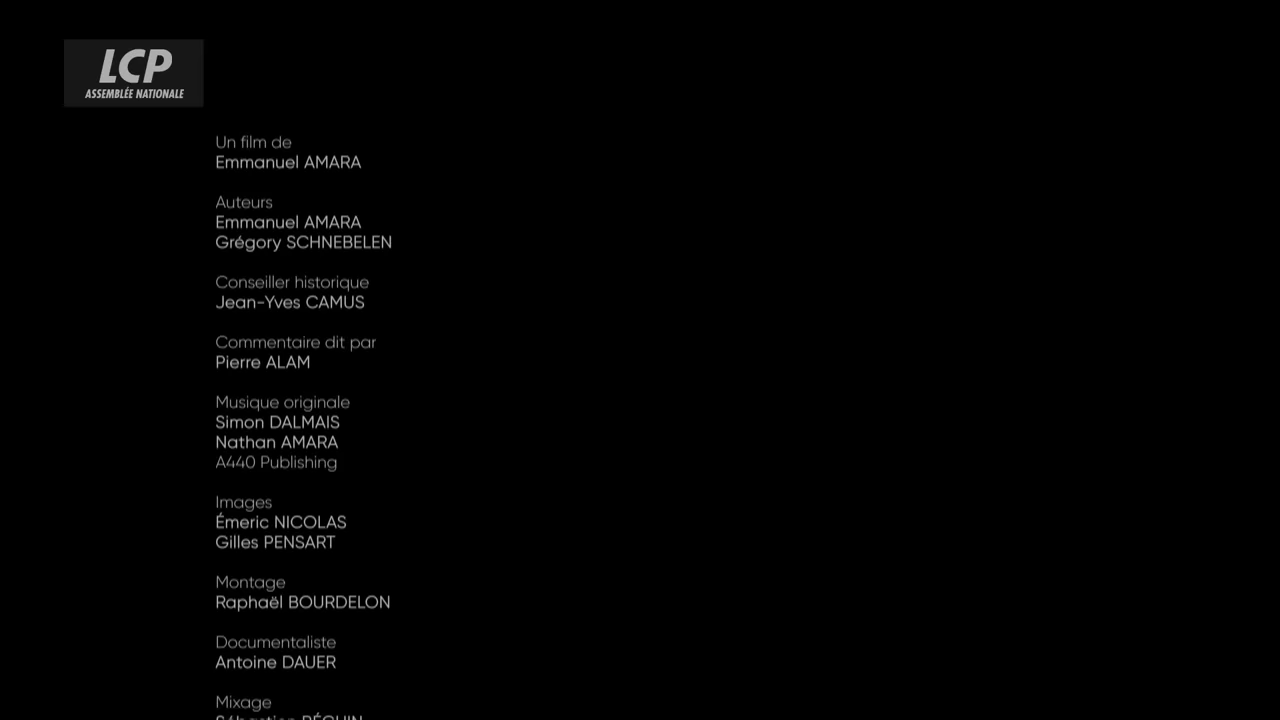 LCP
ASSEMBLÉE NATIONALE
Un film de
Emmanuel AMARA
Auteurs
Emmanuel AMARA
Grégory SCHNEBELEN
Conseiller historique
Jean-Yves CAMUS
Commentaire dit par
Pierre ALAM
Musique originale
Simon DALMAIS
Nathan AMARA
A440 Publishing
Images
Émeric NICOLAS
Gilles PENSART
Montage
Raphaël BOURDELON
Documentaliste
Antoine DAUER
Mixage
Sébastien